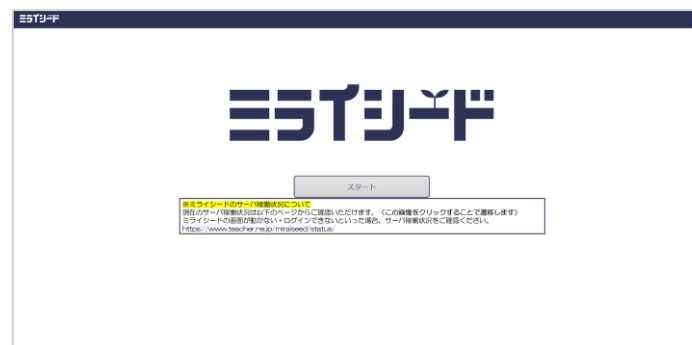 ミライシード
ミライシード
スタート
※ミライシードのサーバ稼働状況について
現在のサーバ稼働状況は以下のページからご確認いただけます。（この画像をクリックすることで遷移します）
ミライシードの画面が動かない・ログインできないといった場合、サーバ稼働状況をご確認ください。
https://www.teacher.ne.jp/miraiseed/status/